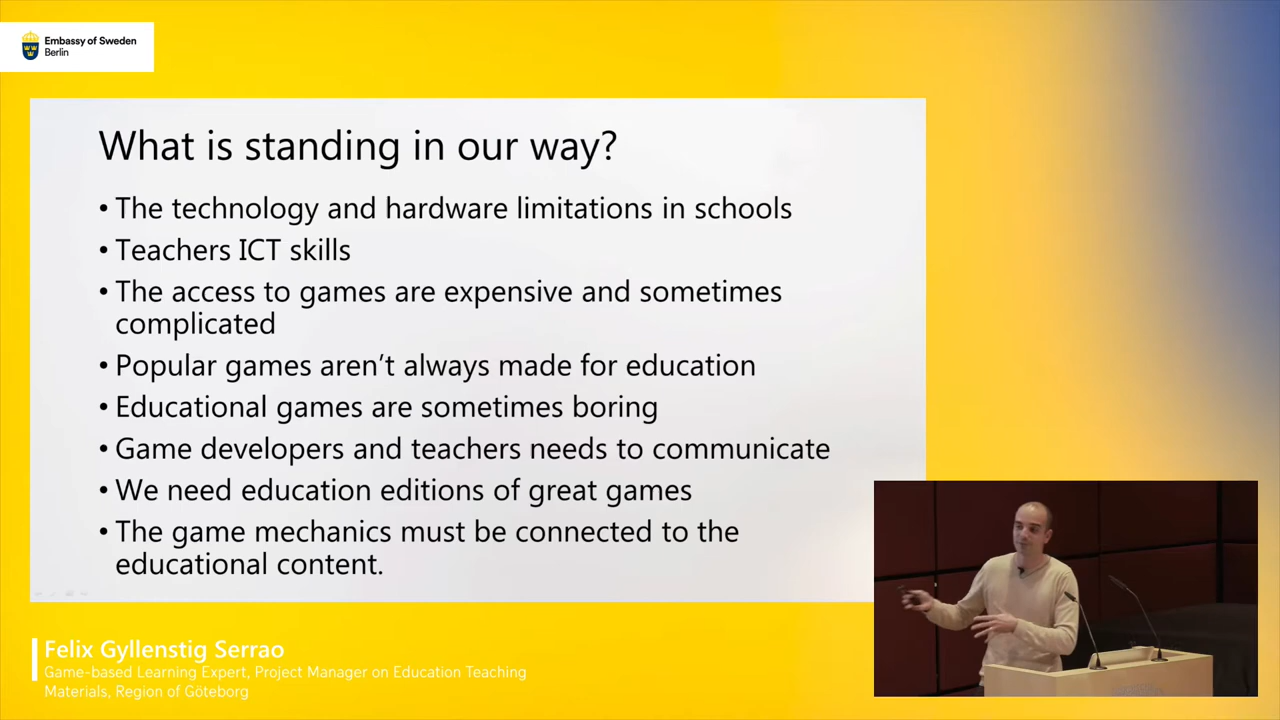 Embassy of Sweden
Berlin
What is standing in our way?
• The technology and hardware limitations in schools
• Teachers ICT skills
• The access to games are expensive and sometimes
complicated
• Popular games aren’t always made for education
• Educational games are sometimes boring
• Game developers and teachers needs to communicate
• We need education editions of great games
• The game mechanics must be connected to the
educational content.
Felix Gyllenstig Serrao
Game-based Learning Expert, Project Manager on Education Teaching
Materials, Region of Göteborg